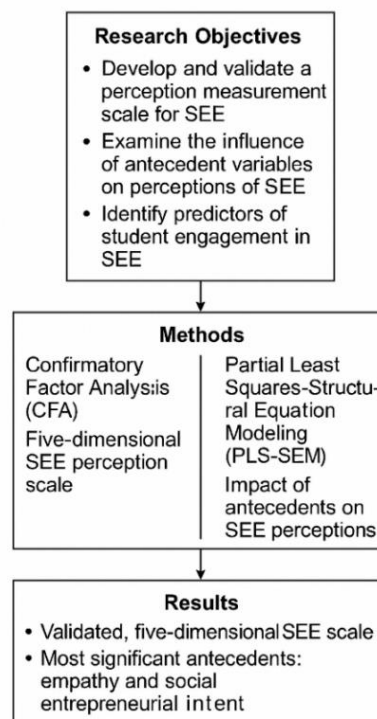 Research Objectives
• Develop and validate a
perception measurement
scale for SEE
• Examine the influence
of antecedent variables
on perceptions of SEE
• Identify predictors of
student engagement in
SEE
Methods
Confirmatory
Factor Analysis
(CFA)
Five-dimensional
SEE perception
scale
Partial Least
Squares-Structu-
ral Equation
Modeling
(PLS-SEM)
Impact of
antecedents on
SEE perceptions
Results
• Validated, five-dimensional SEE scale
• Most significant antecedents:
empathy and social
entrepreneurial intent